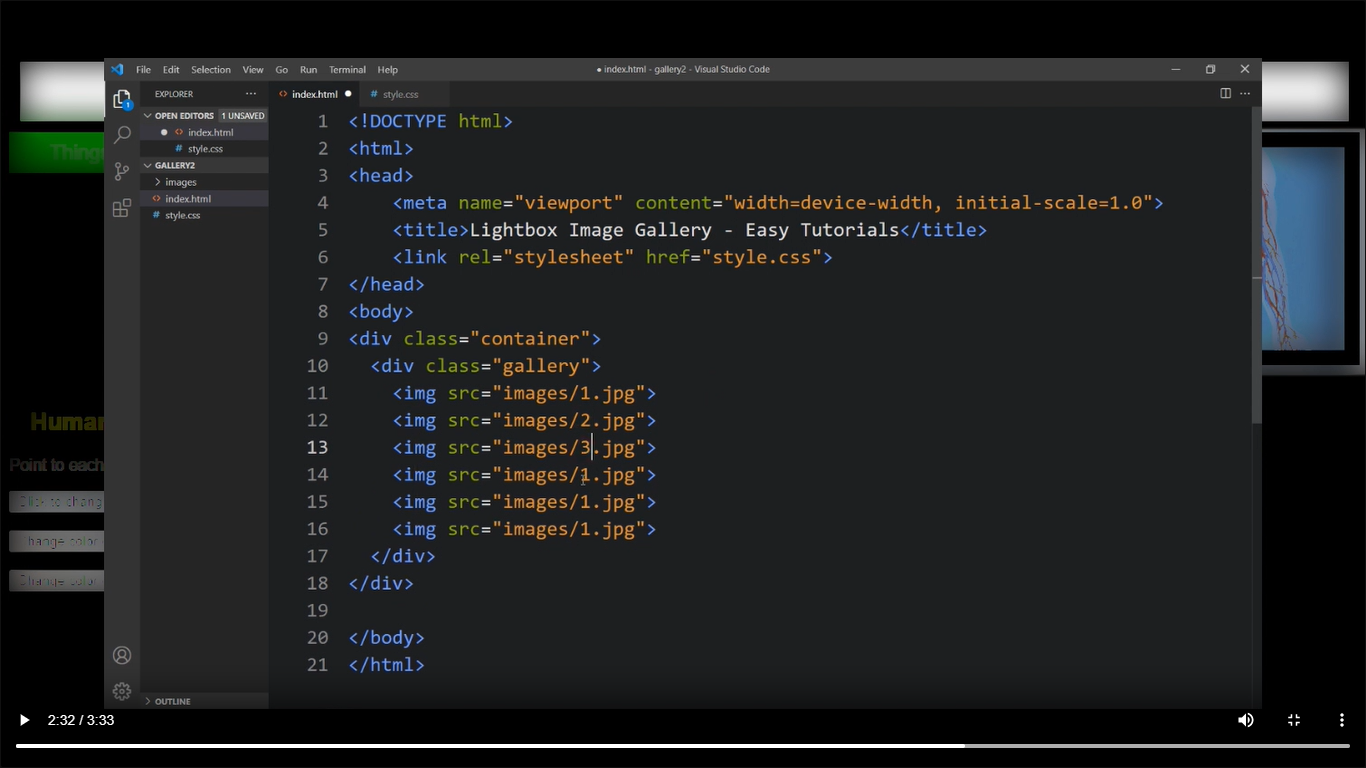 File Edit Selection View Go Run Terminal Help
● index.html - gallery2 - Visual Studio Code
EXPLORER
index.html
style.css
OPEN EDITORS 1 UNSAVED
index.html
style.css
GALLERY2
images
index.html
style.css
OUTLINE
1
1 <!DOCTYPE html>
2 <html>
3 <head>
4 <meta name="viewport" content="width=device-width, initial-scale=1.0">
5 <title>Lightbox Image Gallery - Easy Tutorials</title>
6 <link rel="stylesheet" href="style.css">
7 </head>
8 <body>
9 <div class="container">
10 <div class="gallery">
11 <img src="images/1.jpg">
12 <img src="images/2.jpg">
13 <img src="images/3.jpg">
14 <img src="images/1.jpg">
15 <img src="images/1.jpg">
16 <img src="images/1.jpg">
17 </div>
18 </div>
19
20 </body>
21 </html>
Things
Human
Point to each
Click to chang
Change color
Change color
2:32 / 3:33